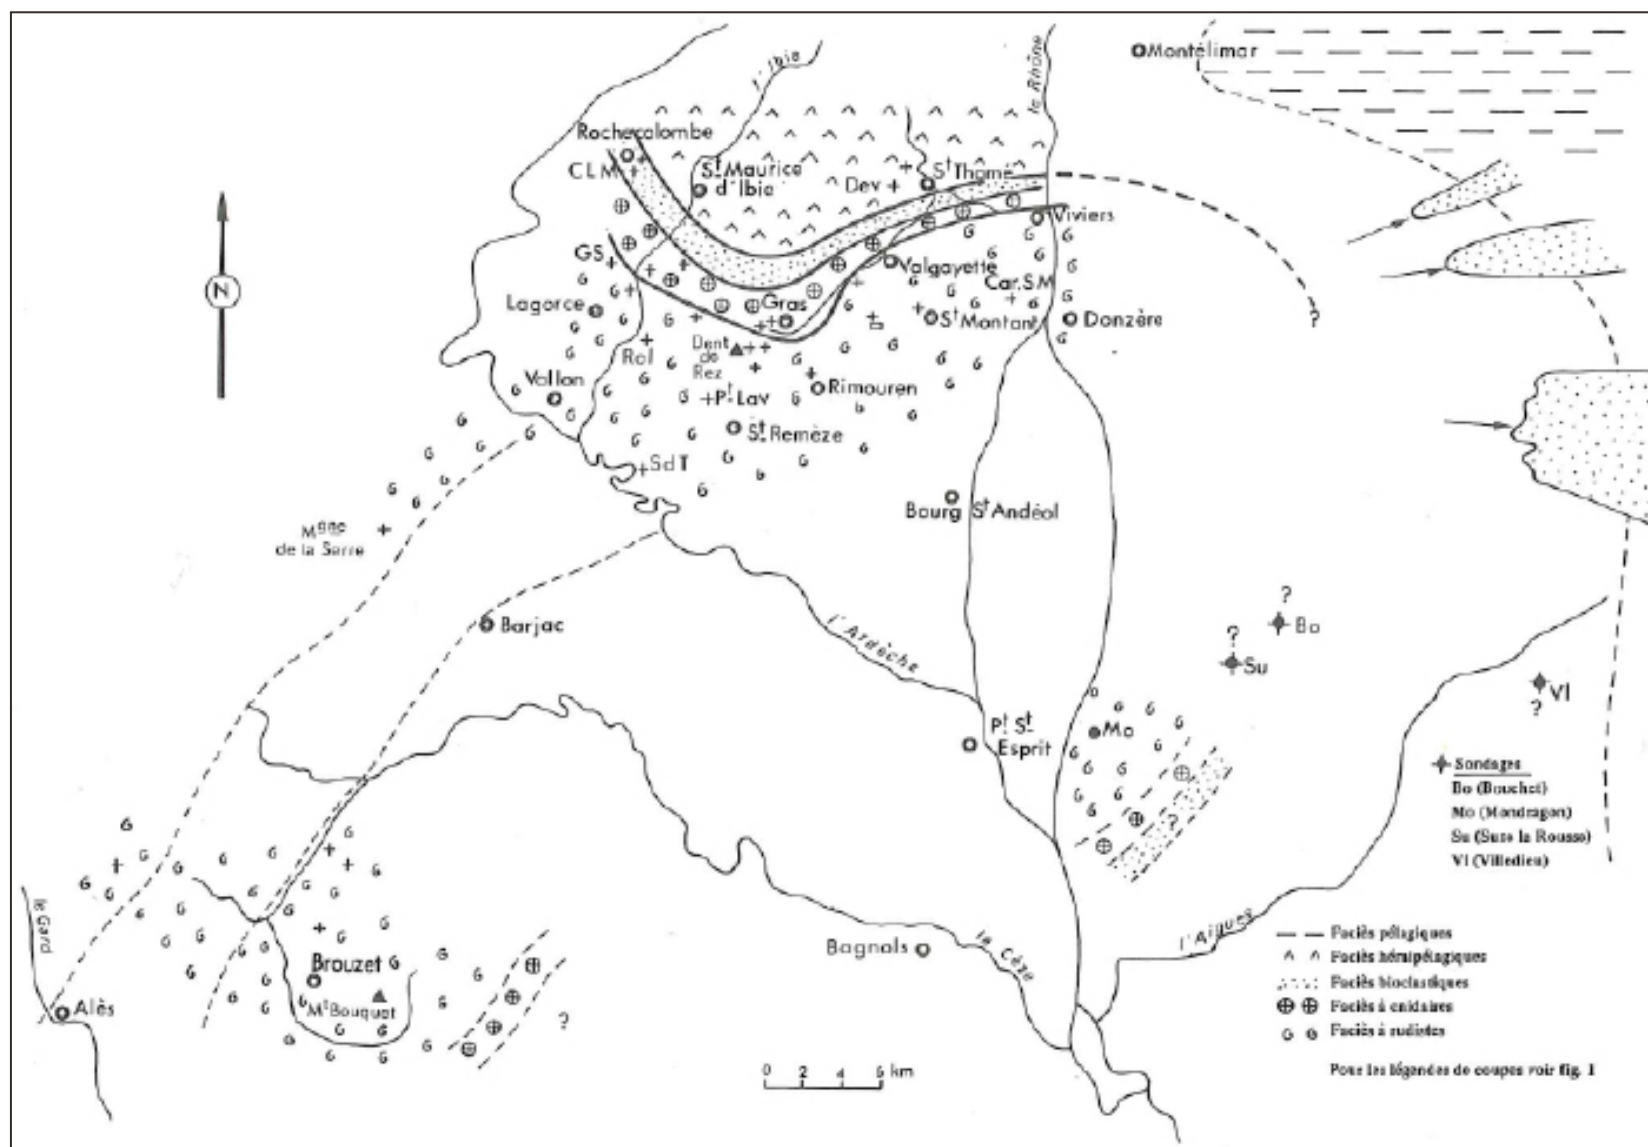 Montélimar
l'Ibie
le Rhône
Rochecolombe
CLM
St Maurice
d'Ibie
Dev
St Thomé
Viviers
GS
Valgayette
Lagorce
Gras
Car. SM
St Montant
Donzère
?
Rol
Dent
de
Rez
Vallon
Rimouren
Pt Lav
St Remèze
SdT
Bourg St Andéol
Mgne
de la Serre
Barjac
l'Ardèche
?
Bo
?
Su
Vl
?
Pt St
Esprit
Mo
?
Sondages
Bo (Bouchet)
Mo (Mondragon)
Su (Suze la Rousse)
Vl (Villedieu)
le Gard
Bagnols
la Cèze
l'Aigues
Brouzet
Mt Bouquet
Alès
?
Faciès pélagiques
Faciès hémipélagiques
Faciès bioclastiques
Faciès à cnidaires
Faciès à rudistes
0 2 4 6 km
Pour les légendes de coupes voir fig. 1
N